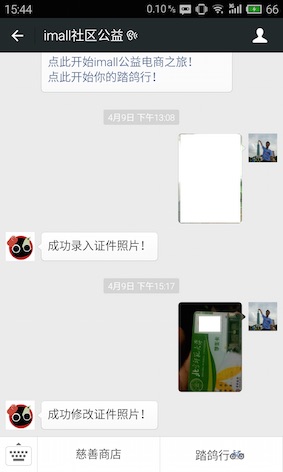 15:44
0.10 %
66
imall社区公益
点此开始imall公益电商之旅！
点此开始你的踏鸽行！
4月9日 下午13:08
成功录入证件照片！
4月9日 下午15:17
成功修改证件照片！
慈善商店
踏鸽行